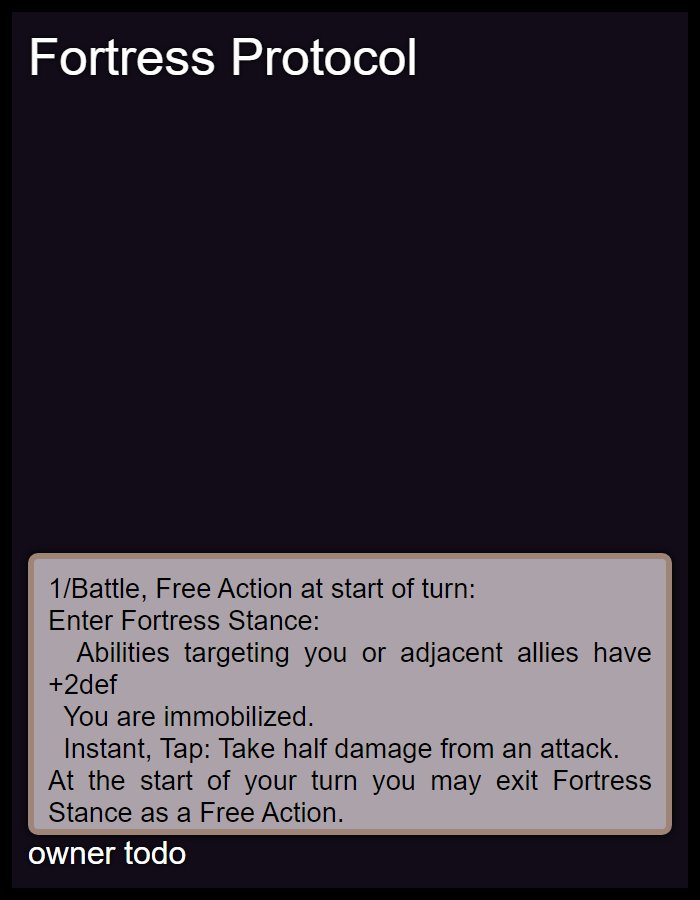 Fortress Protocol
1/Battle, Free Action at start of turn:
Enter Fortress Stance:
Abilities targeting you or adjacent allies have
+2def
You are immobilized.
Instant, Tap: Take half damage from an attack.
At the start of your turn you may exit Fortress
Stance as a Free Action.
owner todo